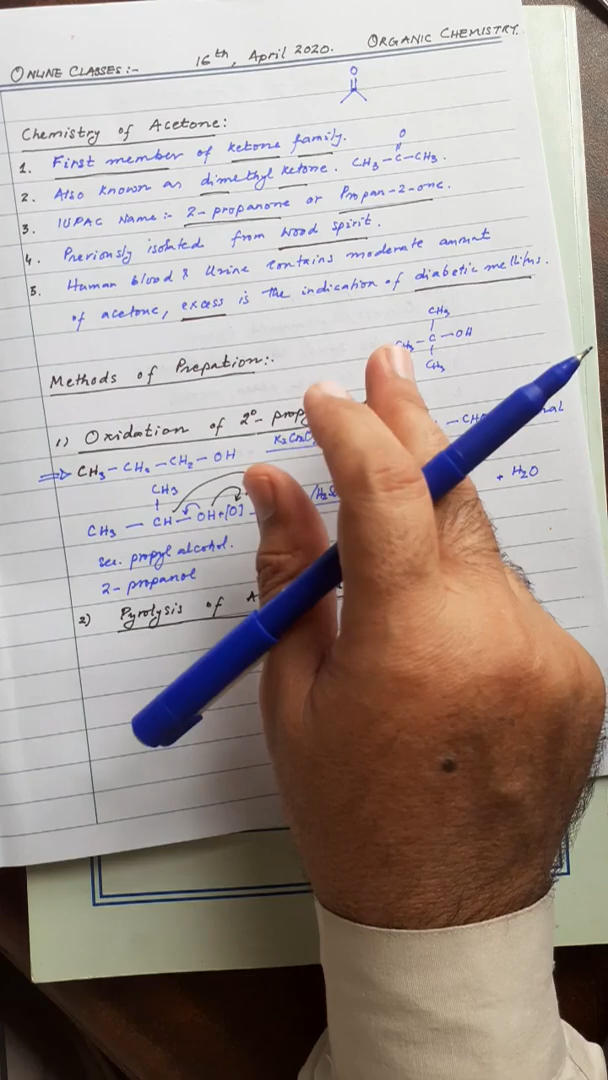 ONLINE CLASSES:- 16th, April 2020. ORGANIC CHEMISTRY.
O
Chemistry of Acetone:
1. First member of ketone family.
O
2. Also known as dimethyl ketone. CH3-C-CH3.
3. IUPAC Name:- 2-propanone or Propan-2-one.
4. Previously isolated from wood spirit.
5. Human blood & Urine contains moderate amnat
of acetone, excess is the indication of diabetic mellitus.
CH3
C-OH
CH3
Methods of Prepation:-
1) Oxidation of 2°- prop
=> CH3-CH2-CH2-OH K2Cr2O
CH3
CH3 - CH-OH+[O] + H2O
sec. propyl alcohol.
2-propanol
2) Pyrolysis of